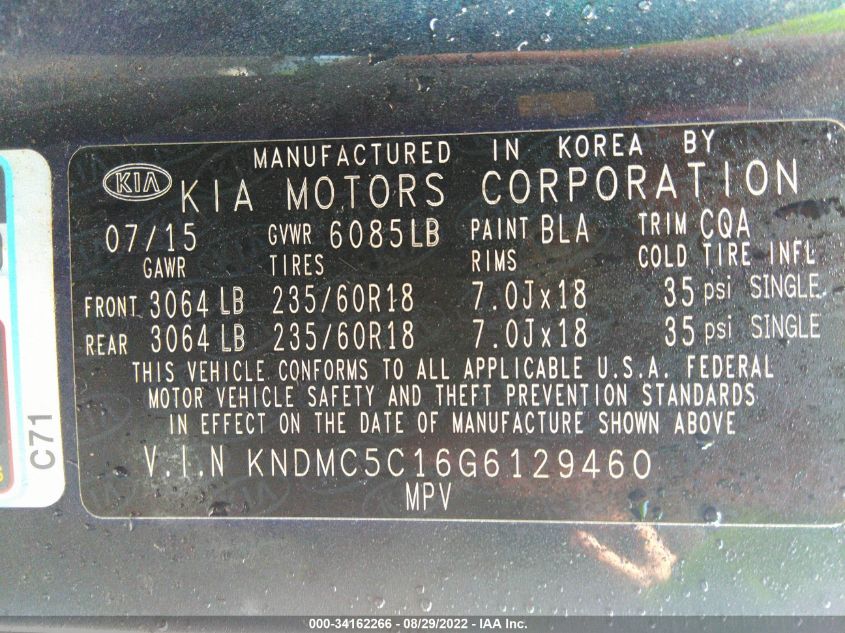 MANUFACTURED IN KOREA BY
KIA KIA MOTORS CORPORATION
07/15 GVWR 6085LB PAINT BLA TRIM CQA
GAWR TIRES RIMS COLD TIRE INFL
FRONT 3064 LB 235/60R18 7.0Jx18 35 psi SINGLE
REAR 3064 LB 235/60R18 7.0Jx18 35 psi SINGLE
THIS VEHICLE CONFORMS TO ALL APPLICABLE U.S.A. FEDERAL
MOTOR VEHICLE SAFETY AND THEFT PREVENTION STANDARDS
IN EFFECT ON THE DATE OF MANUFACTURE SHOWN ABOVE
V.I.N KNDMC5C16G6129460
MPV
C71
000-34162266 - 08/29/2022 - IAA Inc.